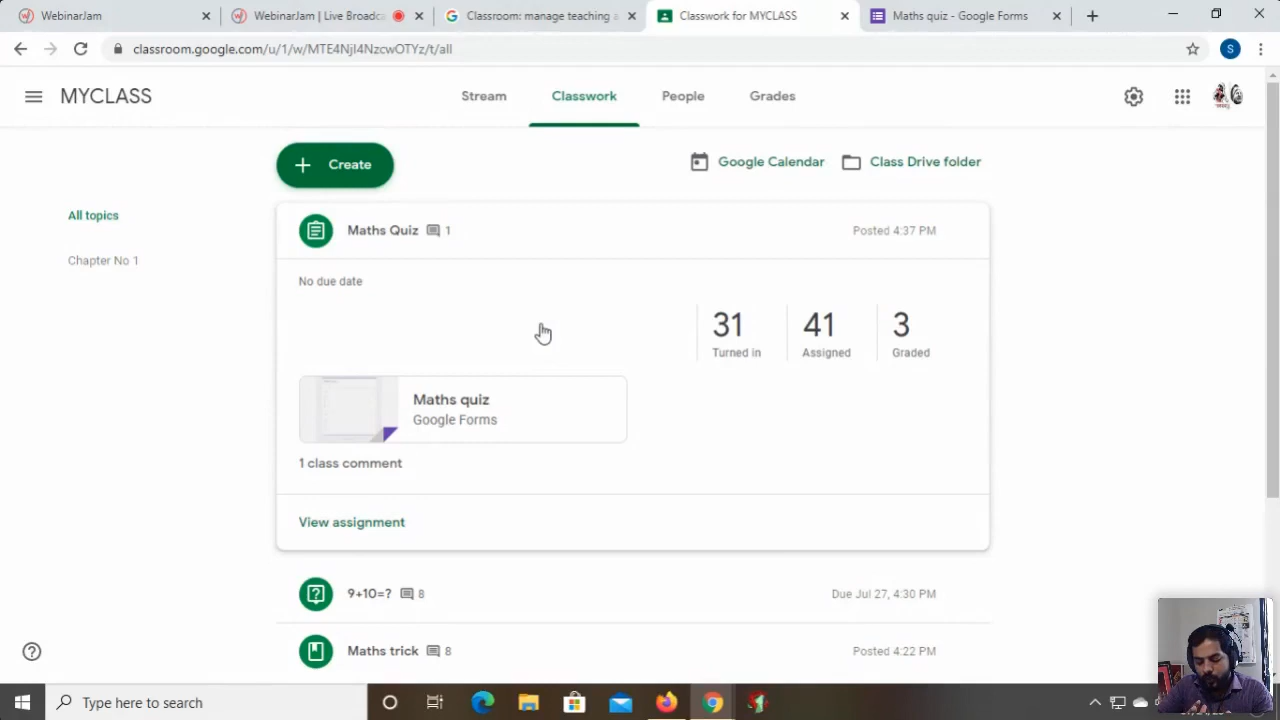 WebinarJam
WebinarJam | Live Broadca
Classroom: manage teaching a
Classwork for MYCLASS
Maths quiz - Google Forms
classroom.google.com/u/1/w/MTE4NjI4NzcwOTYz/t/all
S
MYCLASS
Stream
Classwork
People
Grades
Create
Google Calendar
Class Drive folder
All topics
Chapter No 1
Maths Quiz 1
Posted 4:37 PM
No due date
31
Turned in
41
Assigned
3
Graded
Maths quiz
Google Forms
1 class comment
View assignment
9+10=? 8
Due Jul 27, 4:30 PM
Maths trick 8
Posted 4:22 PM
Type here to search